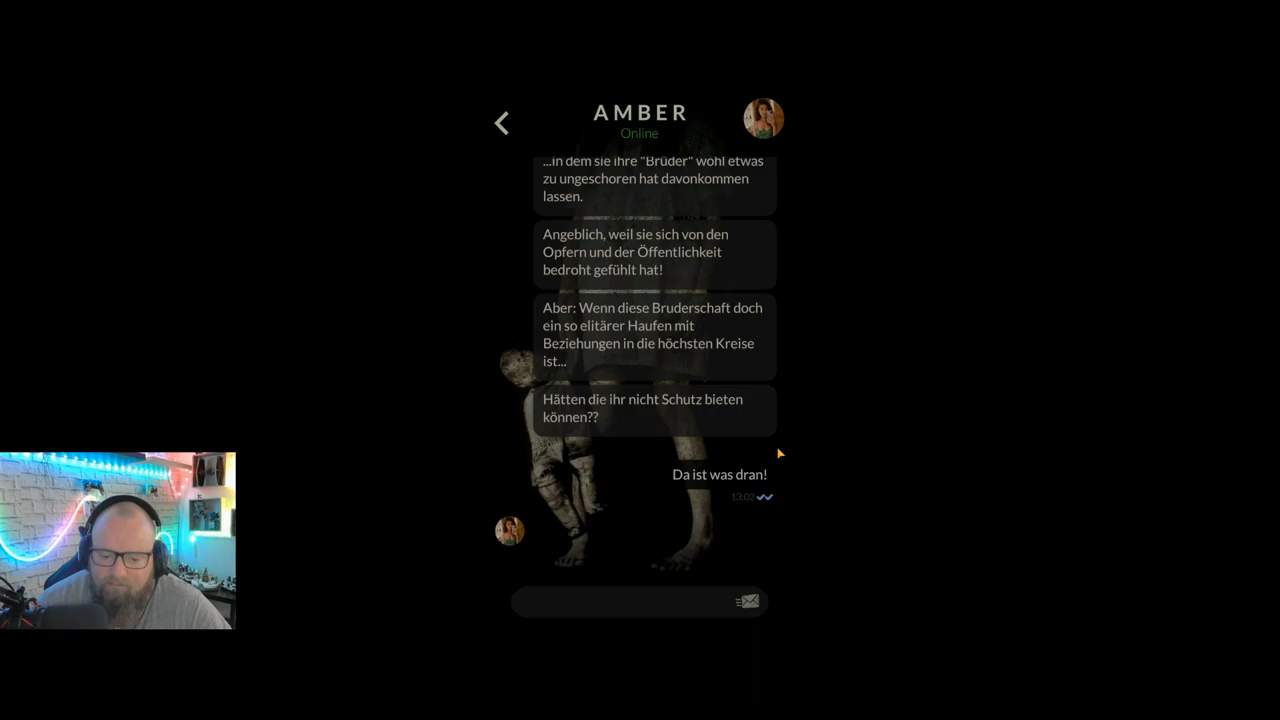 AMBER
Online
...in dem sie ihre "Brüder" wohl etwas
zu ungeschoren hat davonkommen
lassen.
Angeblich, weil sie sich von den
Opfern und der Öffentlichkeit
bedroht gefühlt hat!
Aber: Wenn diese Bruderschaft doch
ein so elitärer Haufen mit
Beziehungen in die höchsten Kreise
ist...
Hätten die ihr nicht Schutz bieten
können??
Da ist was dran!
13:02